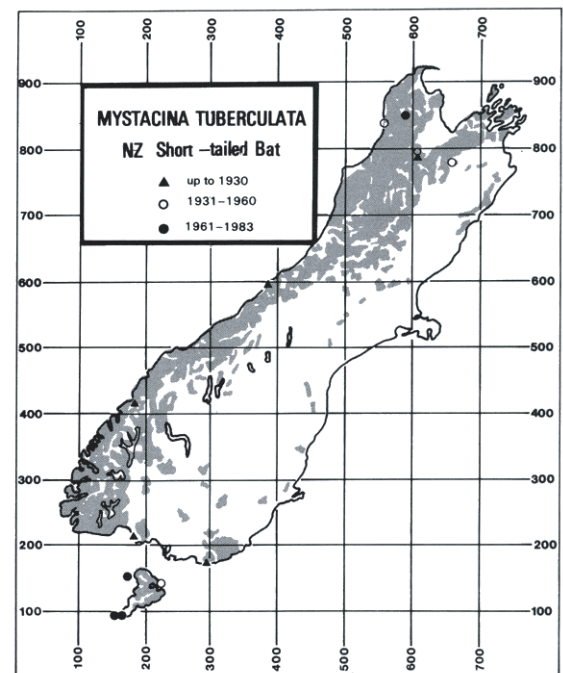 100 200 300 400 500 600 700
MYSTACINA TUBERCULATA
NZ Short–tailed Bat
up to 1930
1931–1960
1961–1983
900 900
800 800
700 700
600 600
500 500
400 400
300 300
200 200
100 100
100 200 300 400 500 600 700